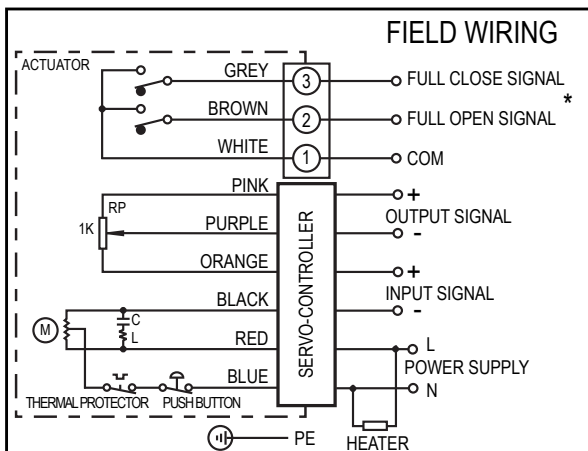 FIELD WIRING
ACTUATOR
GREY
3
FULL CLOSE SIGNAL
BROWN
2
FULL OPEN SIGNAL *
WHITE
1
COM
PINK
+
RP
1K
PURPLE
OUTPUT SIGNAL
-
ORANGE
+
SERVO-CONTROLLER
INPUT SIGNAL
BLACK
-
C
M
L
RED
L
POWER SUPPLY
BLUE
N
THERMAL PROTECTOR
PUSH BUTTON
PE
HEATER